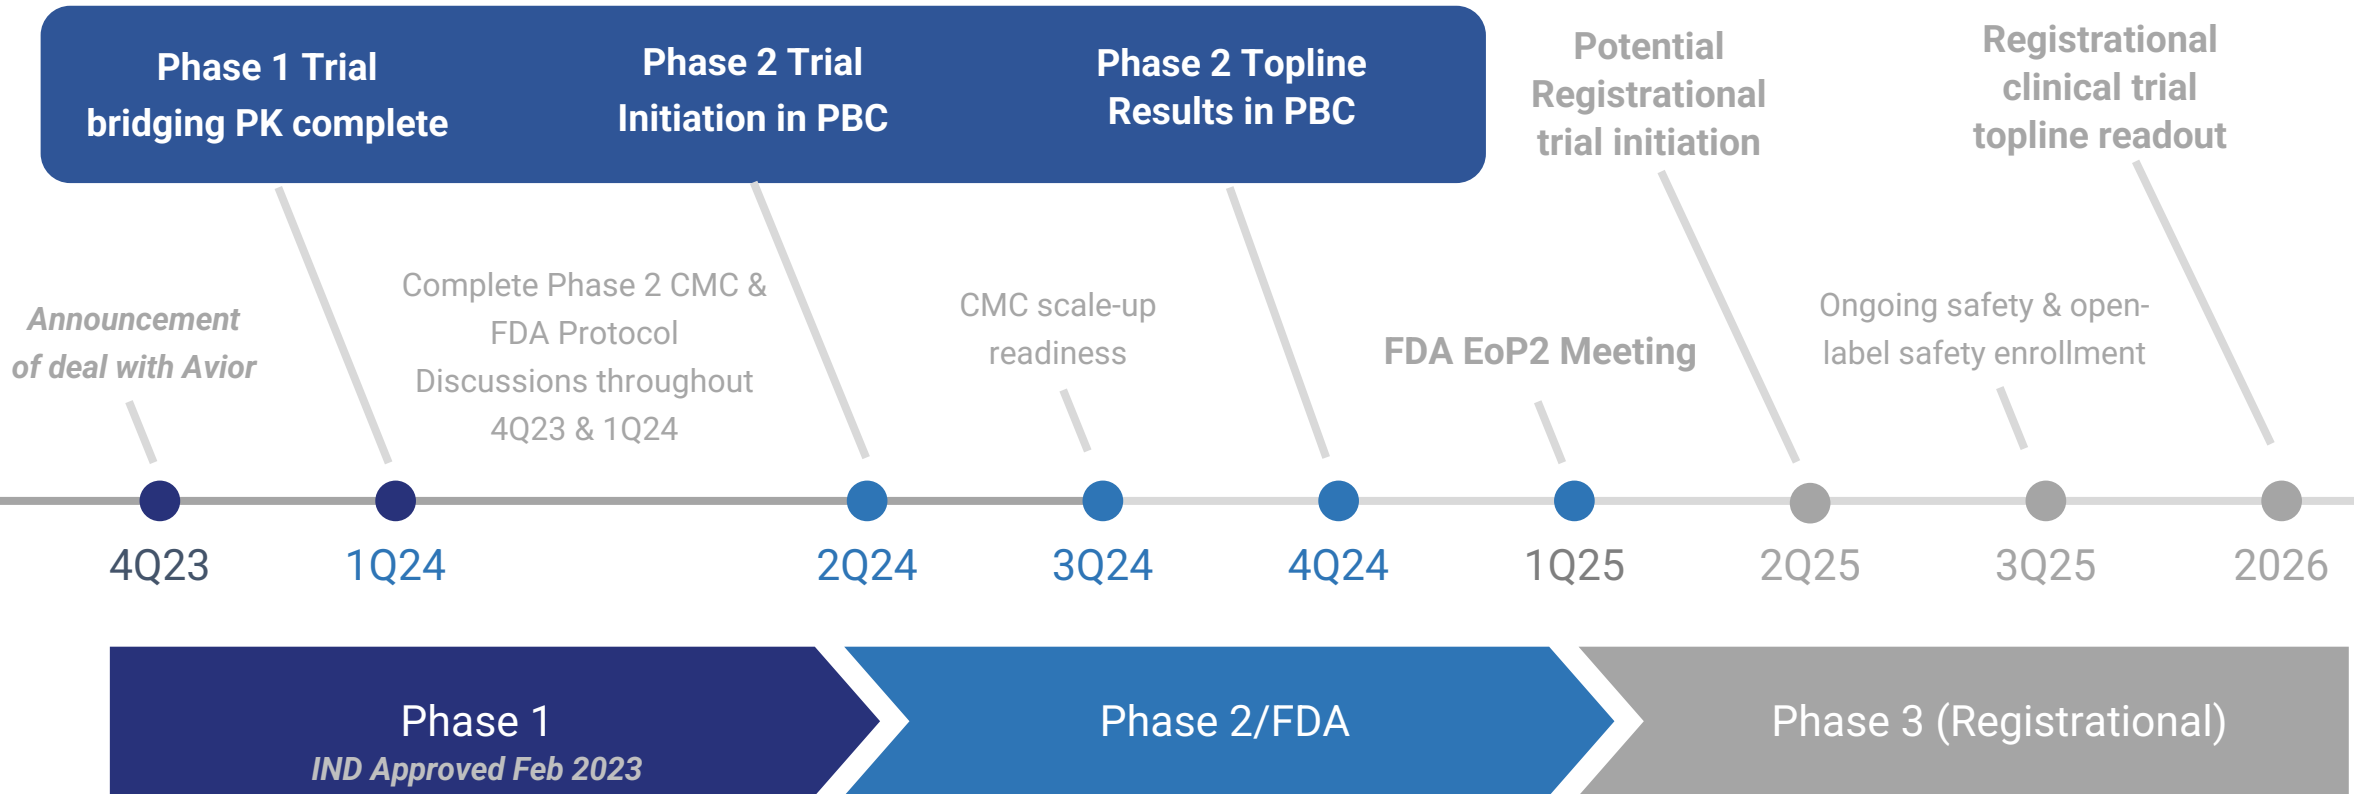 Phase 1 Trial
bridging PK complete
Phase 2 Trial
Initiation in PBC
Phase 2 Topline
Results in PBC
Potential
Registrational
trial initiation
Registrational
clinical trial
topline readout
Announcement
of deal with Avior
Complete Phase 2 CMC &
FDA Protocol
Discussions throughout
4Q23 & 1Q24
CMC scale-up
readiness
FDA EoP2 Meeting
Ongoing safety & open-
label safety enrollment
4Q23
1Q24
2Q24
3Q24
4Q24
1Q25
2Q25
3Q25
2026
Phase 1
IND Approved Feb 2023
Phase 2/FDA
Phase 3 (Registrational)